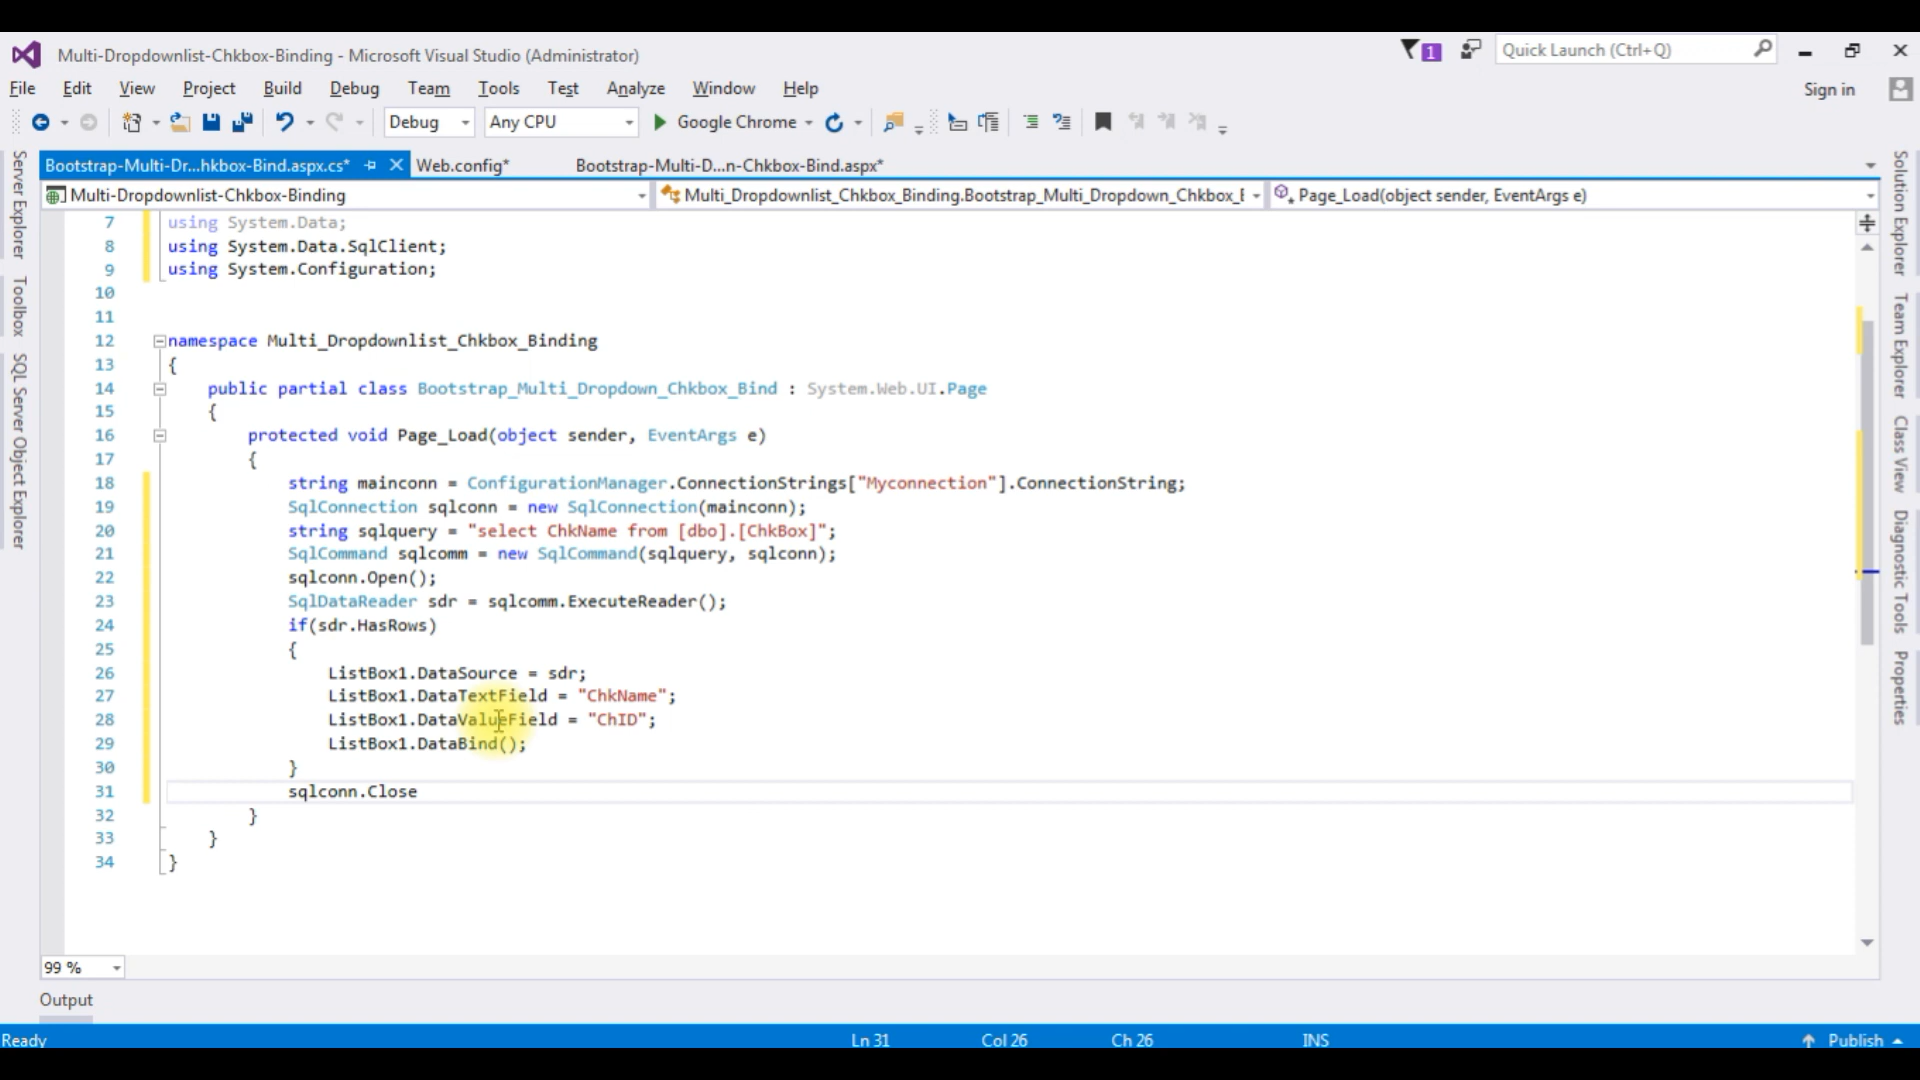 Multi-Dropdownlist-Chkbox-Binding - Microsoft Visual Studio (Administrator)
1
Quick Launch (Ctrl+Q)
File Edit View Project Build Debug Team Tools Test Analyze Window Help
Sign in
Debug
Any CPU
Google Chrome
Bootstrap-Multi-Dr...hkbox-Bind.aspx.cs*
Web.config*
Bootstrap-Multi-D...n-Chkbox-Bind.aspx*
Multi-Dropdownlist-Chkbox-Binding
Multi_Dropdownlist_Chkbox_Binding.Bootstrap_Multi_Dropdown_Chkbox_E
Page_Load(object sender, EventArgs e)
Server Explorer
Toolbox
SQL Server Object Explorer
7 using System.Data;
8 using System.Data.SqlClient;
9 using System.Configuration;
10
11
12 namespace Multi_Dropdownlist_Chkbox_Binding
13 {
14 public partial class Bootstrap_Multi_Dropdown_Chkbox_Bind : System.Web.UI.Page
15 {
16 protected void Page_Load(object sender, EventArgs e)
17 {
18 string mainconn = ConfigurationManager.ConnectionStrings["Myconnection"].ConnectionString;
19 SqlConnection sqlconn = new SqlConnection(mainconn);
20 string sqlquery = "select ChkName from [dbo].[ChkBox]";
21 SqlCommand sqlcomm = new SqlCommand(sqlquery, sqlconn);
22 sqlconn.Open();
23 SqlDataReader sdr = sqlcomm.ExecuteReader();
24 if(sdr.HasRows)
25 {
26 ListBox1.DataSource = sdr;
27 ListBox1.DataTextField = "ChkName";
28 ListBox1.DataValueField = "ChID";
29 ListBox1.DataBind();
30 }
31 sqlconn.Close
32 }
33 }
34 }
Solution Explorer
Team Explorer
Class View
Diagnostic Tools
Properties
99 %
Output
Ready
Ln 31
Col 26
Ch 26
INS
Publish